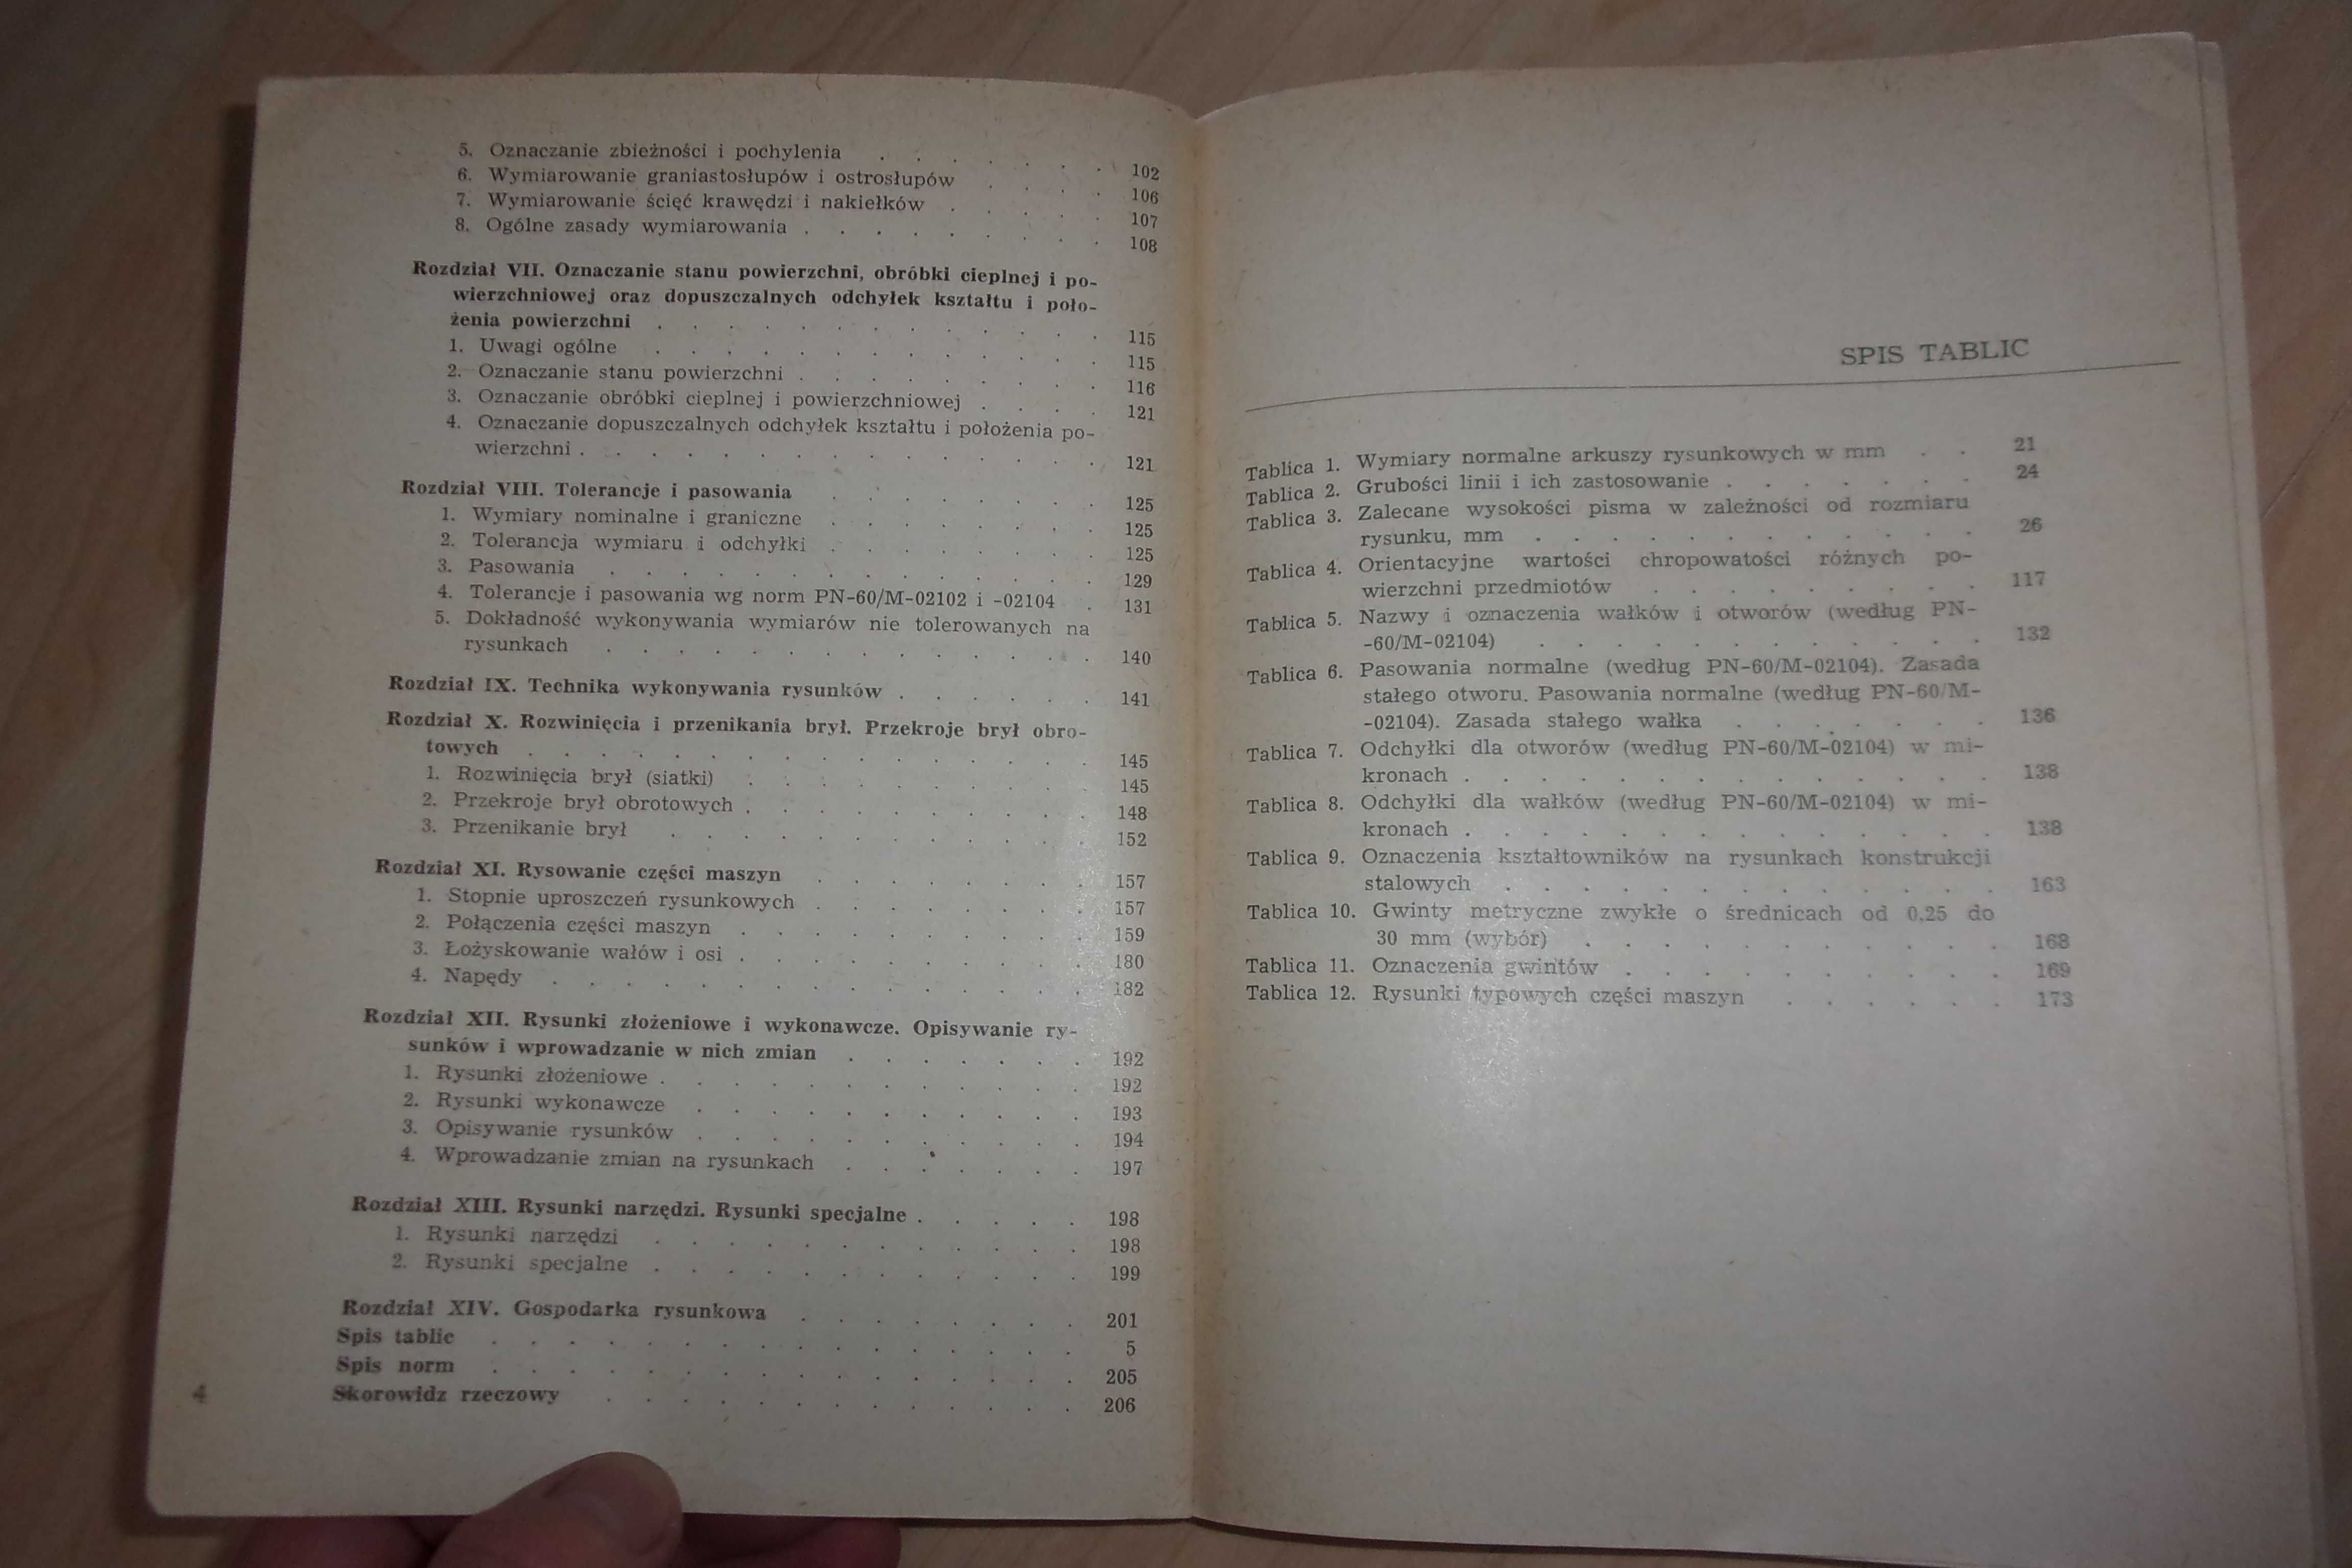 5. Oznaczanie zbieżności i pochylenia . . . . . . . 102
6. Wymiarowanie graniastosłupów i ostrosłupów . . . . 106
7. Wymiarowanie ścięć krawędzi i nakiełków . . . . . 107
8. Ogólne zasady wymiarowania . . . . . . . . . 108
Rozdział VII. Oznaczanie stanu powierzchni, obróbki cieplnej i po-
wierzchniowej oraz dopuszczalnych odchyłek kształtu i poło-
żenia powierzchni . . . . . . . . . . . . . 115
1. Uwagi ogólne . . . . . . . . . . . . . 115
2. Oznaczanie stanu powierzchni . . . . . . . . . 116
3. Oznaczanie obróbki cieplnej i powierzchniowej . . . . 121
4. Oznaczanie dopuszczalnych odchyłek kształtu i położenia po-
wierzchni . . . . . . . . . . . . . . . 121
Rozdział VIII. Tolerancje i pasowania . . . . . . . . 125
1. Wymiary nominalne i graniczne . . . . . . . . 125
2. Tolerancja wymiaru i odchyłki . . . . . . . . 125
3. Pasowania . . . . . . . . . . . . . . 129
4. Tolerancje i pasowania wg norm PN-60/M-02102 i -02104 . 131
5. Dokładność wykonywania wymiarów nie tolerowanych na
rysunkach . . . . . . . . . . . . . . 140
Rozdział IX. Technika wykonywania rysunków . . . . . . 141
Rozdział X. Rozwinięcia i przenikania brył. Przekroje brył obro-
towych . . . . . . . . . . . . . . . . 145
1. Rozwinięcia brył (siatki) . . . . . . . . . . 145
2. Przekroje brył obrotowych . . . . . . . . . . 148
3. Przenikanie brył . . . . . . . . . . . . 152
Rozdział XI. Rysowanie części maszyn . . . . . . . . 157
1. Stopnie uproszczeń rysunkowych . . . . . . . . 157
2. Połączenia części maszyn . . . . . . . . . . 159
3. Łożyskowanie wałów i osi . . . . . . . . . . 180
4. Napędy . . . . . . . . . . . . . . . 182
Rozdział XII. Rysunki złożeniowe i wykonawcze. Opisywanie ry-
sunków i wprowadzanie w nich zmian . . . . . . . 192
1. Rysunki złożeniowe . . . . . . . . . . . . 192
2. Rysunki wykonawcze . . . . . . . . . . . 193
3. Opisywanie rysunków . . . . . . . . . . . 194
4. Wprowadzanie zmian na rysunkach . . . . . . . 197
Rozdział XIII. Rysunki narzędzi. Rysunki specjalne . . . . . 198
1. Rysunki narzędzi . . . . . . . . . . . . 198
2. Rysunki specjalne . . . . . . . . . . . . 199
Rozdział XIV. Gospodarka rysunkowa . . . . . . . . 201
Spis tablic . . . . . . . . . . . . . . . . 5
Spis norm . . . . . . . . . . . . . . . . 205
Skorowidz rzeczowy . . . . . . . . . . . . . 206
4
SPIS TABLIC
Tablica 1. Wymiary normalne arkuszy rysunkowych w mm . . 21
Tablica 2. Grubości linii i ich zastosowanie . . . . . . . 24
Tablica 3. Zalecane wysokości pisma w zależności od rozmiaru
rysunku, mm . . . . . . . . . . . . 26
Tablica 4. Orientacyjne wartości chropowatości różnych po-
wierzchni przedmiotów . . . . . . . . . 117
Tablica 5. Nazwy i oznaczenia wałków i otworów (według PN-
-60/M-02104) . . . . . . . . . . . . 132
Tablica 6. Pasowania normalne (według PN-60/M-02104). Zasada
stałego otworu. Pasowania normalne (według PN-60/M-
-02104). Zasada stałego wałka . . . . . . . 136
Tablica 7. Odchyłki dla otworów (według PN-60/M-02104) w mi-
kronach . . . . . . . . . . . . . . 138
Tablica 8. Odchyłki dla wałków (według PN-60/M-02104) w mi-
kronach . . . . . . . . . . . . . . 138
Tablica 9. Oznaczenia kształtowników na rysunkach konstrukcji
stalowych . . . . . . . . . . . . . 163
Tablica 10. Gwinty metryczne zwykłe o średnicach od 0,25 do
30 mm (wybór) . . . . . . . . . . . 168
Tablica 11. Oznaczenia gwintów . . . . . . . . . . 169
Tablica 12. Rysunki typowych części maszyn . . . . . . 173